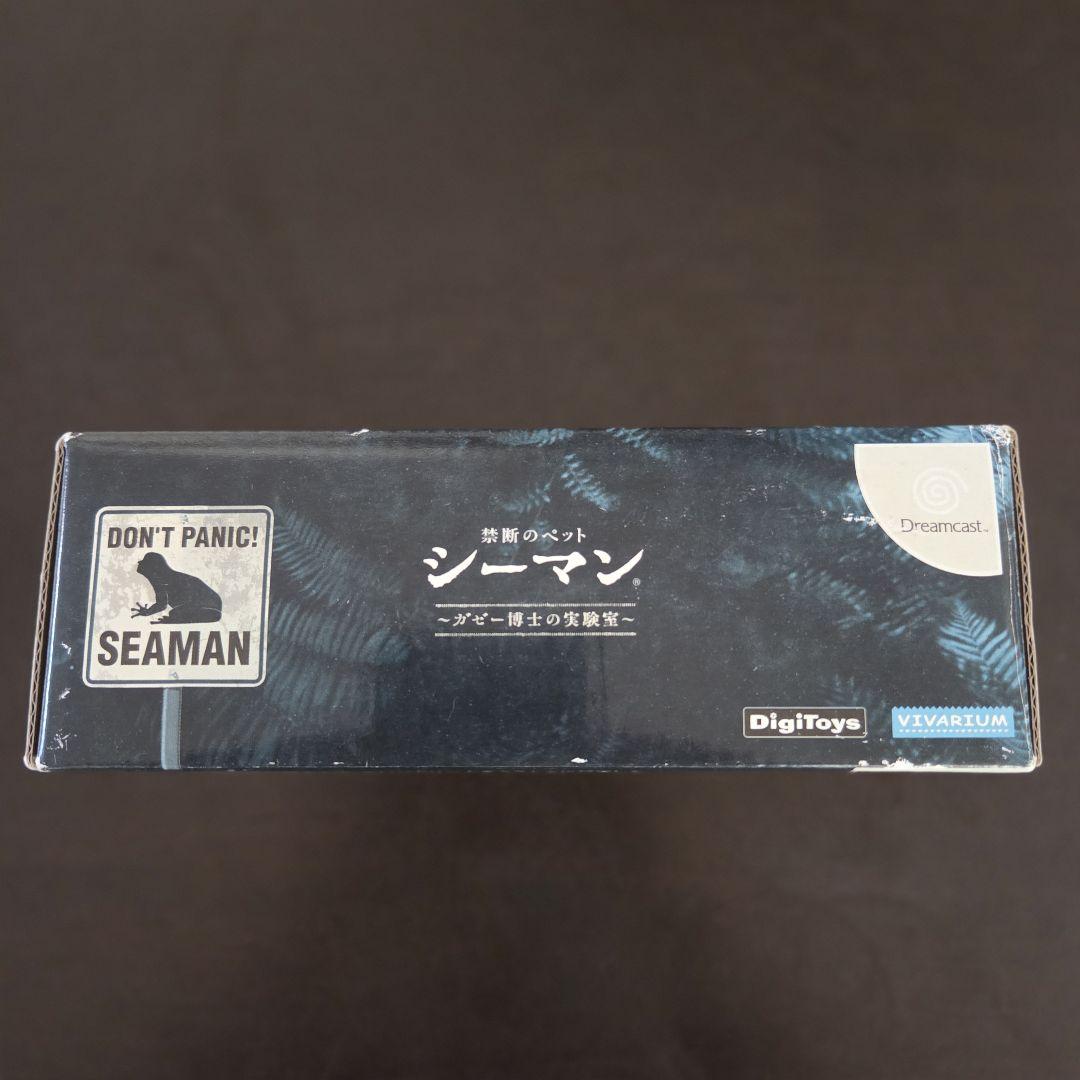 DON'T PANIC!
SEAMAN
禁断のペット
シーマン®
~ガゼー博士の実験室~
Dreamcast™
DigiToys
VIVARIUM